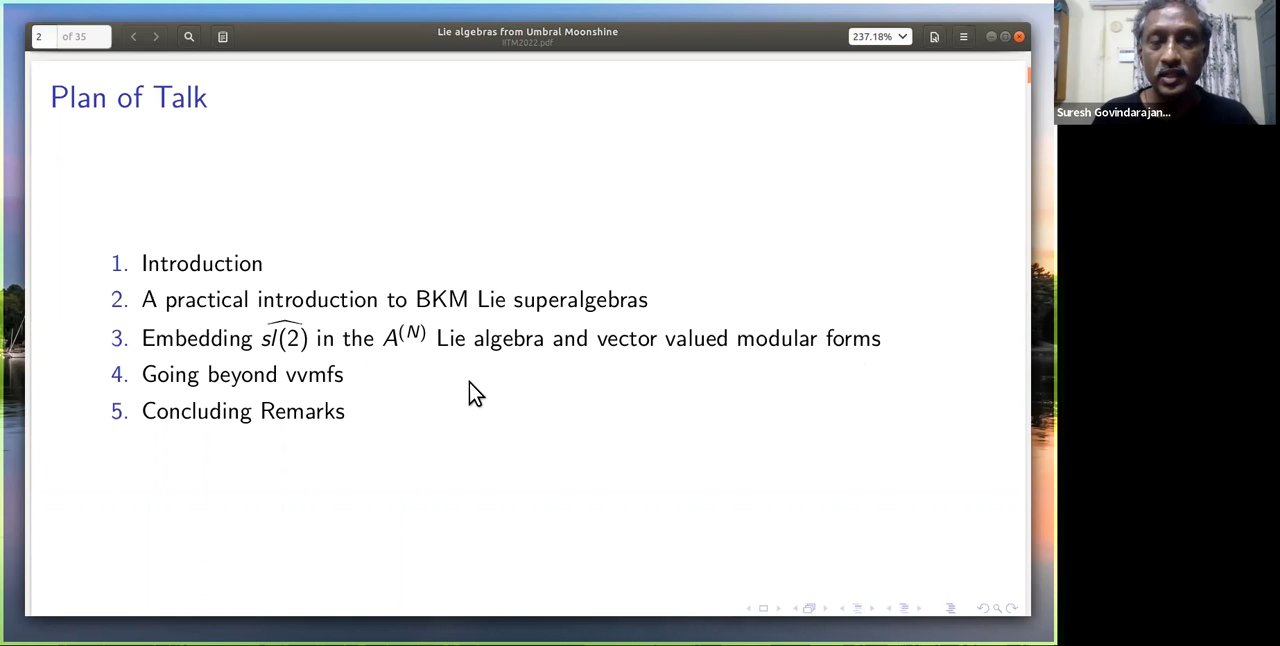 2 of 35
Lie algebras from Umbral Moonshine
IITM2022.pdf
237.18%
Suresh Govindarajan...
Plan of Talk
1. Introduction
2. A practical introduction to BKM Lie superalgebras
3. Embedding $\widehat{sl(2)}$ in the $A^{(N)}$ Lie algebra and vector valued modular forms
4. Going beyond vvmfs
5. Concluding Remarks